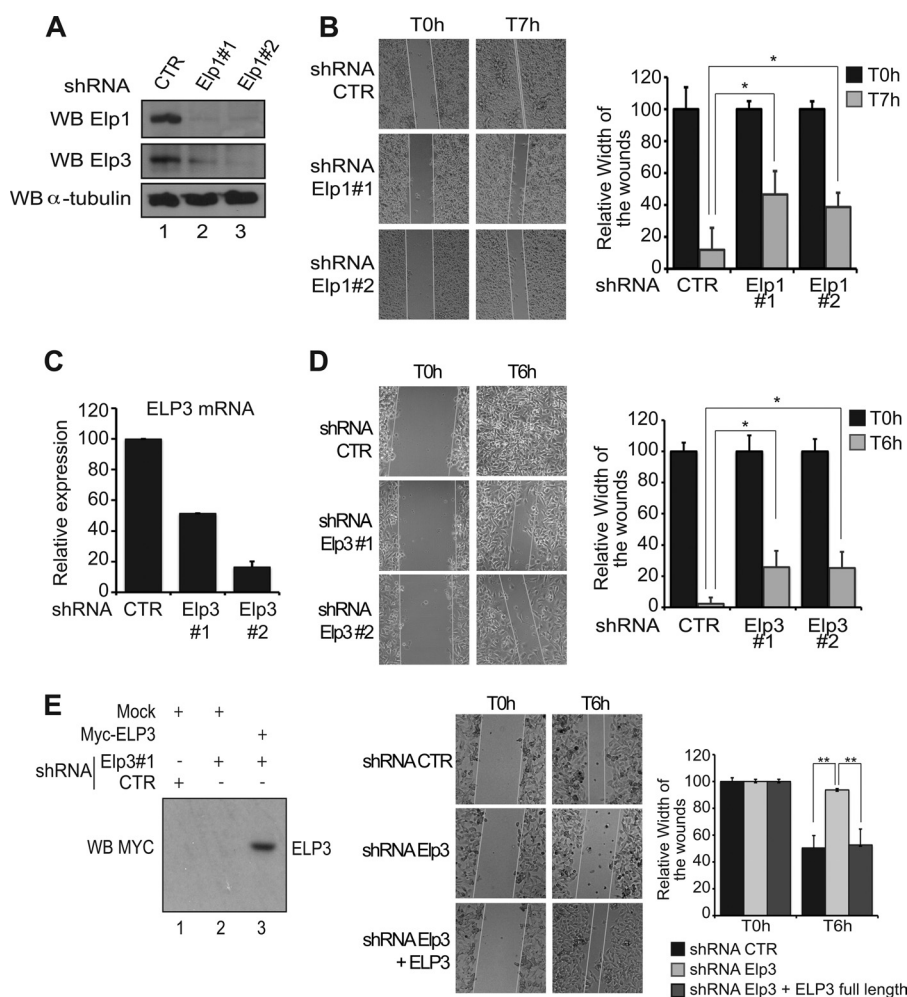 A
shRNA
CTR
Elp1#1
Elp1#2
WB Elp1
WB Elp3
WB α-tubulin
1 2 3
B
T0h T7h
shRNA
CTR
shRNA
Elp1#1
shRNA
Elp1#2
Relative Width of
the wounds
120
100
80
60
40
20
0
* *
T0h
T7h
shRNA CTR Elp1 Elp1
#1 #2
C
ELP3 mRNA
Relative expression
120
100
80
60
40
20
0
shRNA CTR Elp3 Elp3
#1 #2
D
T0h T6h
shRNA
CTR
shRNA
Elp3 #1
shRNA
Elp3 #2
Relative Width of
the wounds
120
100
80
60
40
20
0
* *
T0h
T6h
shRNA CTR Elp3 Elp3
#1 #2
E
Mock + +
Myc-ELP3 +
shRNA
Elp3#1 - + +
CTR + - -
WB MYC
ELP3
1 2 3
T0h T6h
shRNA CTR
shRNA Elp3
shRNA Elp3
+ ELP3
Relative Width of
the wounds
120
100
80
60
40
20
0
** **
T0h T6h
shRNA CTR
shRNA Elp3
shRNA Elp3 + ELP3 full length